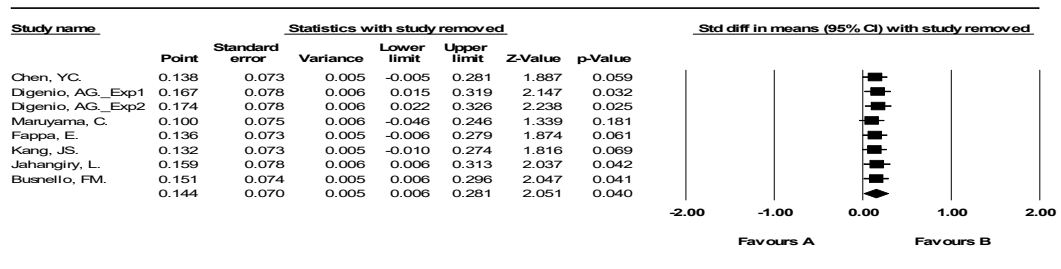 Study name Statistics with study removed Std diff in means (95% CI) with study removed
Standard Lower Upper
Point error Variance limit limit Z-Value p-Value
Chen, YC. 0.138 0.073 0.005 -0.005 0.281 1.887 0.059
Digenio, AG._Exp1 0.167 0.078 0.006 0.015 0.319 2.147 0.032
Digenio, AG._Exp2 0.174 0.078 0.006 0.022 0.326 2.238 0.025
Maruyama, C. 0.100 0.075 0.006 -0.046 0.246 1.339 0.181
Fappa, E. 0.136 0.073 0.005 -0.006 0.279 1.874 0.061
Kang, JS. 0.132 0.073 0.005 -0.010 0.274 1.816 0.069
Jahangiry, L. 0.159 0.078 0.006 0.006 0.313 2.037 0.042
Busnello, FM. 0.151 0.074 0.005 0.006 0.296 2.047 0.041
0.144 0.070 0.005 0.006 0.281 2.051 0.040
-2.00 -1.00 0.00 1.00 2.00
Favours A Favours B